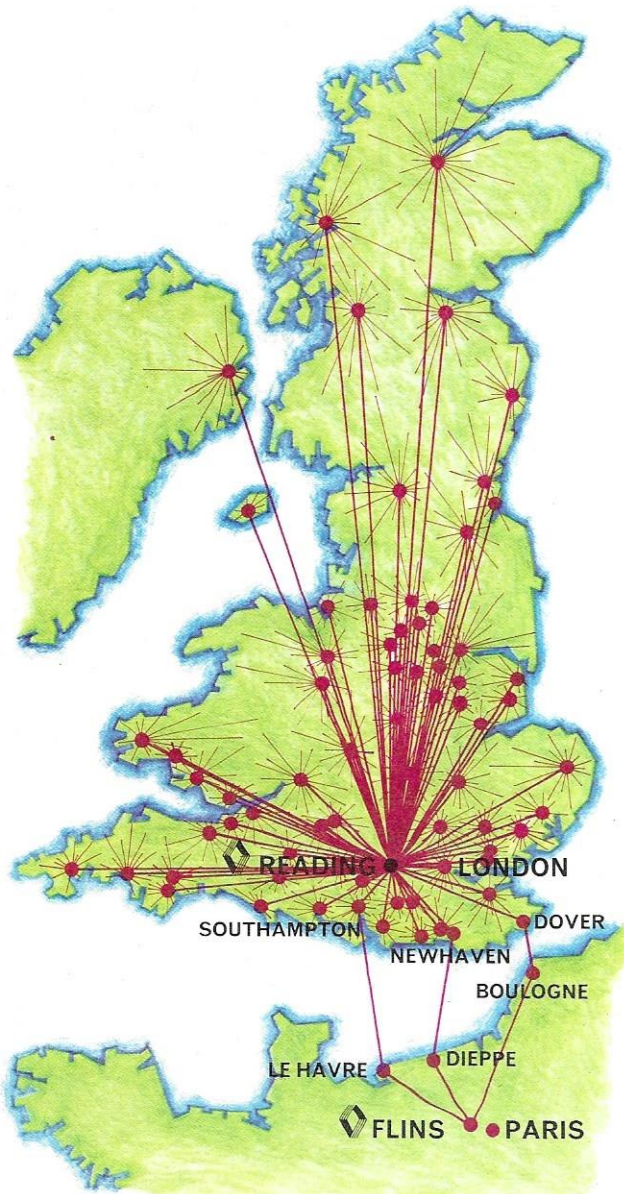 READING
LONDON
SOUTHAMPTON
DOVER
NEWHAVEN
BOULOGNE
LE HAVRE
DIEPPE
FLINS
PARIS